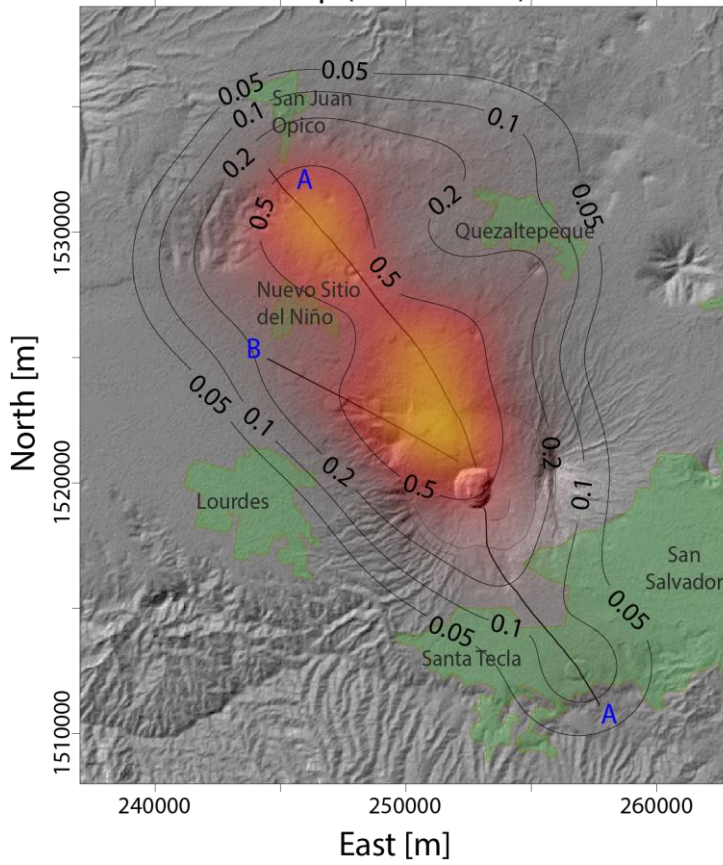 0.05
0.05
San Juan
Opico
0.1
0.1
0.2
A
0.2
0.05
0.5
Quezaltepeque
1530000
0.5
Nuevo Sitio
del Niño
B
0.05
0.1
North [m]
0.2
0.2
0.5
0.1
1520000
Lourdes
San
Salvador
0.05
0.1
0.05
Santa Tecla
A
1510000
240000
250000
260000
East [m]